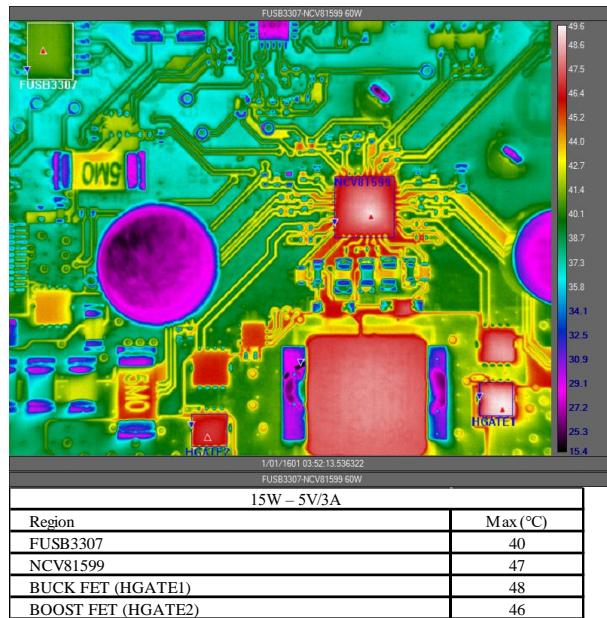 FUSB3307-NCV81599 60W
49.6
48.6
47.5
46.4
45.2
44.0
42.7
41.4
40.1
38.7
37.3
35.8
34.1
32.5
30.9
29.1
27.2
25.3
15.4
FUSB3307
NCV81599
5M0
5M0
HGATE1
HGATE2
1/01/1601 03:52:13.536322
FUSB3307-NCV81599 60W
15W – 5V/3A
Region Max (°C)
FUSB3307 40
NCV81599 47
BUCK FET (HGATE1) 48
BOOST FET (HGATE2) 46